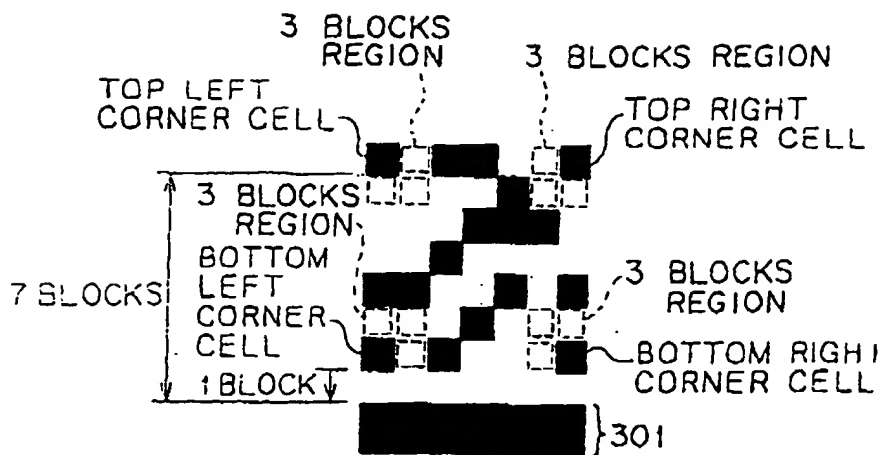 3 BLOCKS
REGION
3 BLOCKS REGION
TOP LEFT
CORNER CELL
TOP RIGHT
CORNER CELL
3 BLOCKS
REGION
BOTTOM
LEFT
CORNER
CELL
7 BLOCKS
3 BLOCKS
REGION
BOTTOM RIGHT
CORNER CELL
1 BLOCK
301